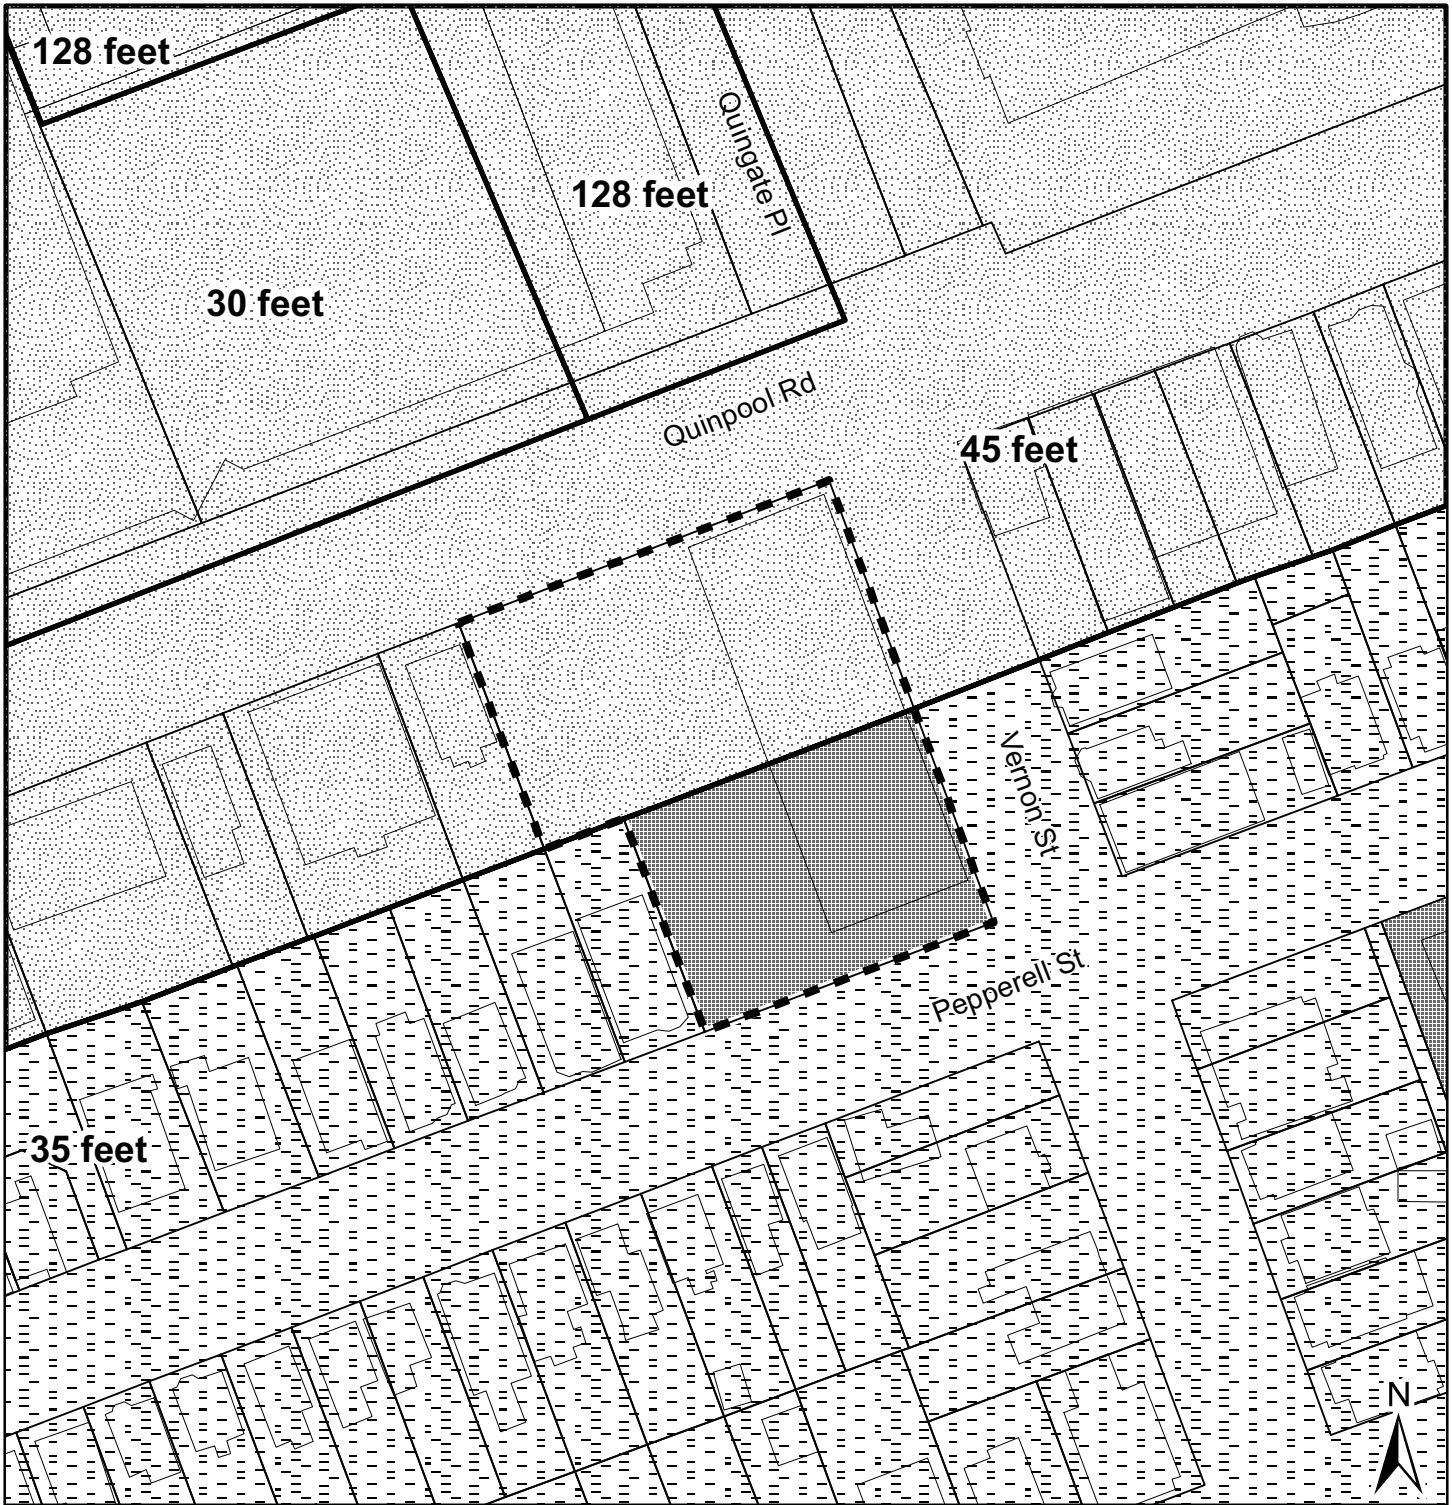 128 feet
Quingate Pl
128 feet
30 feet
Quinpool Rd
45 feet
Vernon St
Pepperell St
35 feet
N